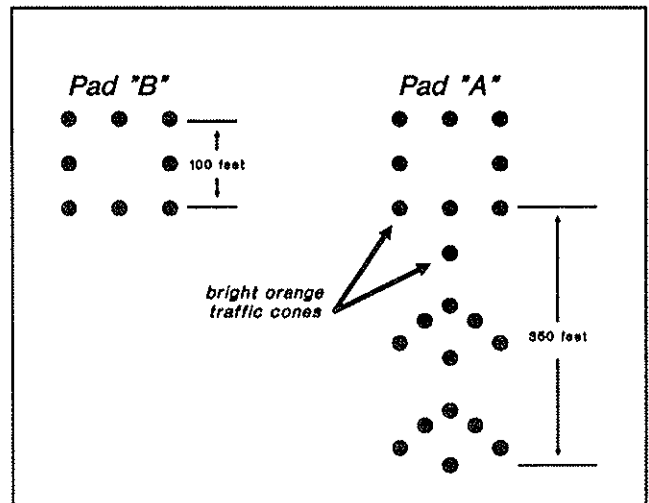 Pad "B"
Pad "A"
100 feet
bright orange
traffic cones
350 feet